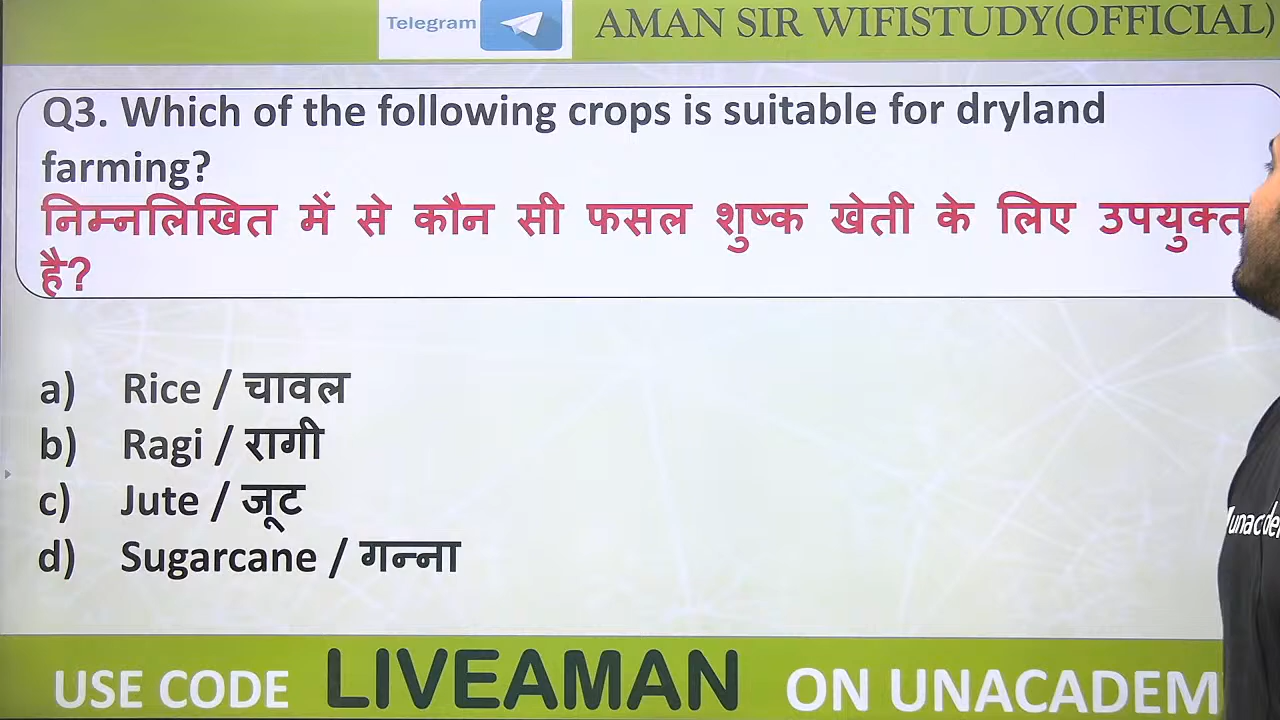 Telegram
AMAN SIR WIFISTUDY(OFFICIAL)
Q3. Which of the following crops is suitable for dryland
farming?
निम्नलिखित में से कौन सी फसल शुष्क खेती के लिए उपयुक्त
है?
a) Rice / चावल
b) Ragi / रागी
c) Jute / जूट
d) Sugarcane / गन्ना
USE CODE LIVEAMAN ON UNACADEM